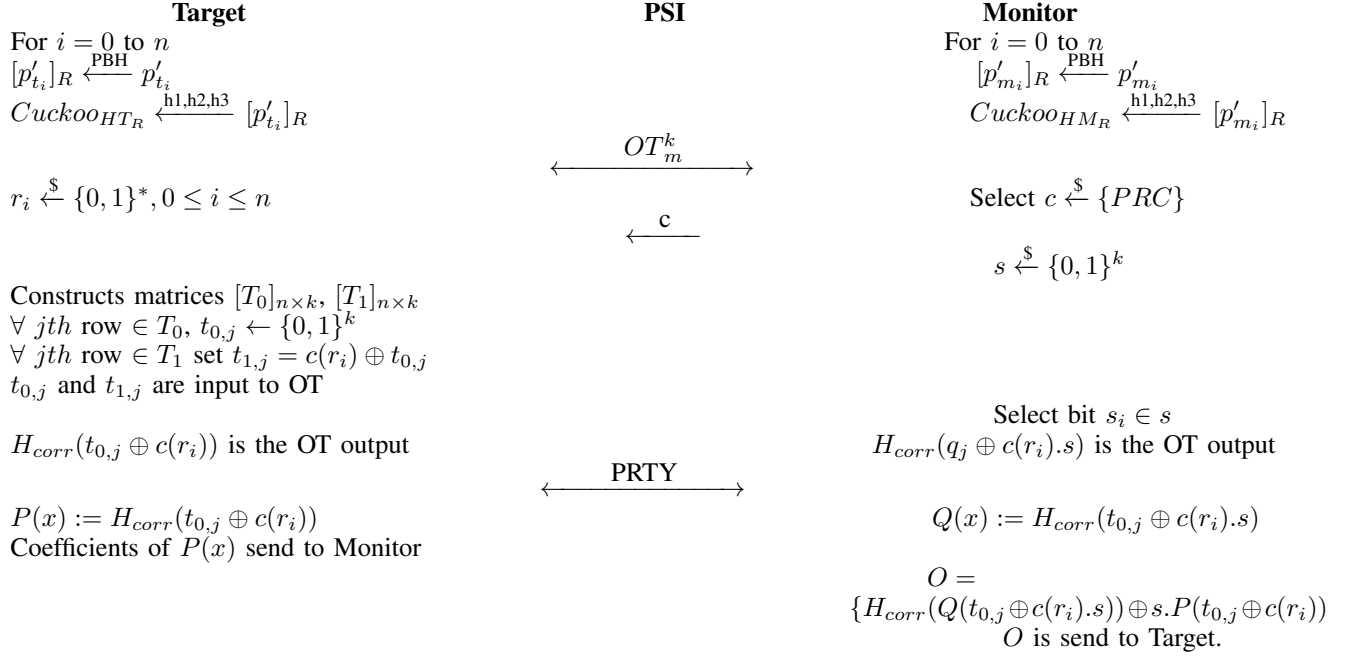 Target PSI Monitor
For i = 0 to n For i = 0 to n
[p′_{t_i}]_R ←^{PBH} p′_{t_i} [p′_{m_i}]_R ←^{PBH} p′_{m_i}
Cuckoo_{HT_R} ←^{h1,h2,h3} [p′_{t_i}]_R Cuckoo_{HM_R} ←^{h1,h2,h3} [p′_{m_i}]_R
OT_m^k
r_i ←^{$} {0, 1}^*, 0 ≤ i ≤ n Select c ←^{$} {PRC}
c
s ←^{$} {0, 1}^k
Constructs matrices [T_0]_{n×k}, [T_1]_{n×k}
∀ jth row ∈ T_0, t_{0,j} ← {0, 1}^k
∀ jth row ∈ T_1 set t_{1,j} = c(r_i) ⊕ t_{0,j}
t_{0,j} and t_{1,j} are input to OT
Select bit s_i ∈ s
H_{corr}(t_{0,j} ⊕ c(r_i)) is the OT output H_{corr}(q_j ⊕ c(r_i).s) is the OT output
PRTY
P(x) := H_{corr}(t_{0,j} ⊕ c(r_i)) Q(x) := H_{corr}(t_{0,j} ⊕ c(r_i).s)
Coefficients of P(x) send to Monitor
O =
{H_{corr}(Q(t_{0,j} ⊕ c(r_i).s)) ⊕ s.P(t_{0,j} ⊕ c(r_i))
O is send to Target.